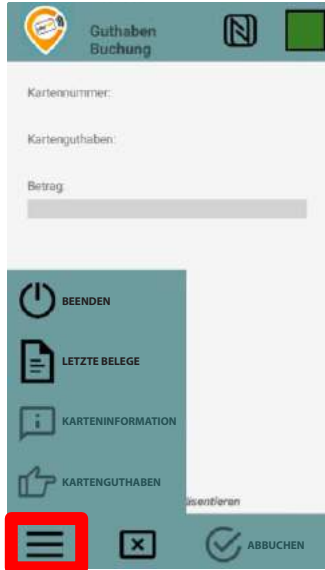 Guthaben
Buchung
Kartennummer:
Kartenguthaben:
Betrag:
BEENDEN
LETZTE BELEGE
KARTENINFORMATION
KARTENGUTHABEN
ABBUCHEN